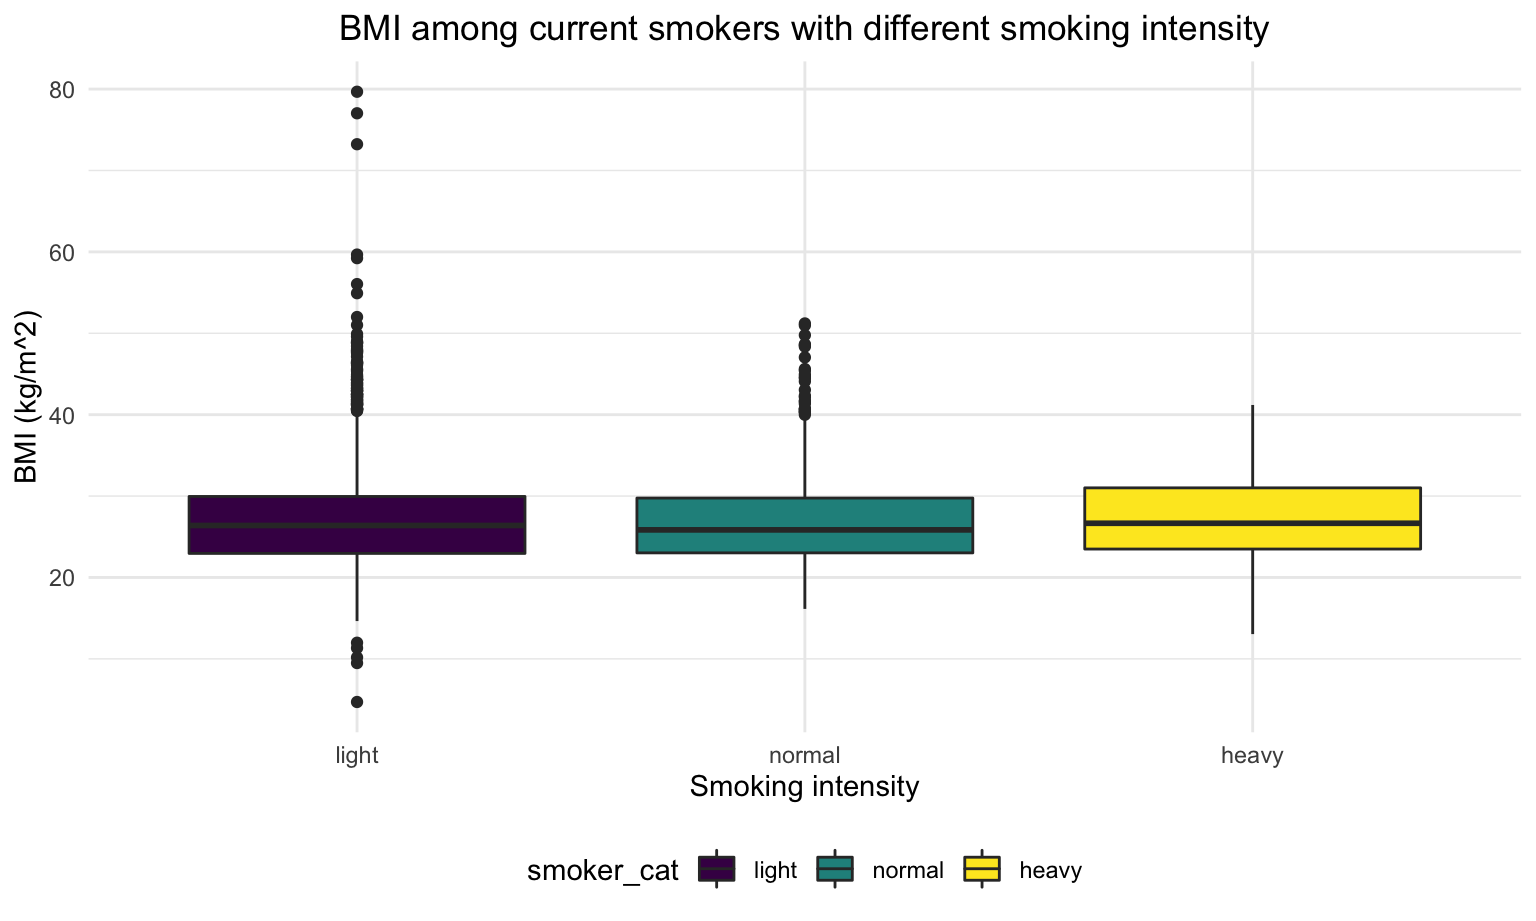 BMI among current smokers with different smoking intensity
BMI (kg/m^2)
80
60
40
20
light normal heavy
Smoking intensity
smoker_cat light normal heavy